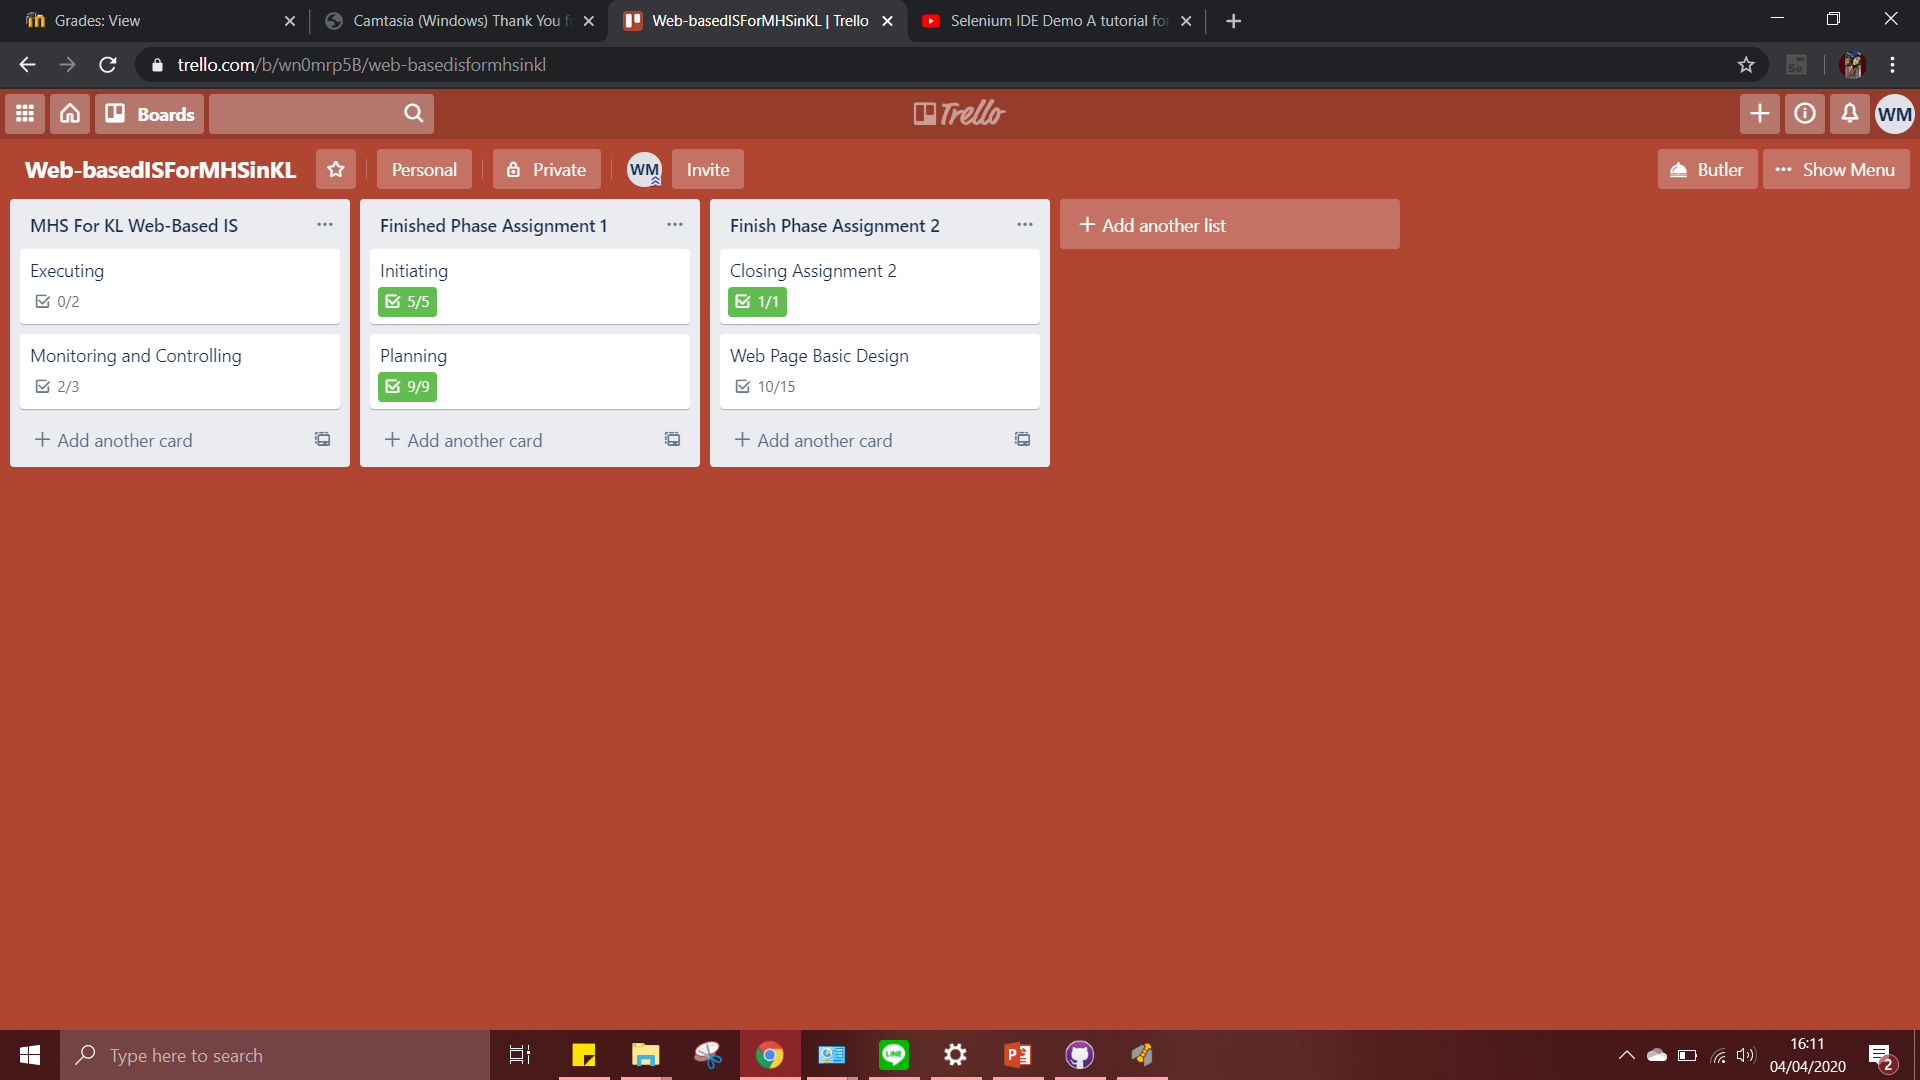 Grades: View
Camtasia (Windows) Thank You f
Web-basedISForMHSinKL | Trello
Selenium IDE Demo A tutorial for
trello.com/b/wn0mrp5B/web-basedisformhsinkl
Se
Boards
Trello
WM
Web-basedISForMHSinKL
Personal
Private
WM
Invite
Butler
Show Menu
MHS For KL Web-Based IS
Executing
0/2
Monitoring and Controlling
2/3
Add another card
Finished Phase Assignment 1
Initiating
5/5
Planning
9/9
Add another card
Finish Phase Assignment 2
Closing Assignment 2
1/1
Web Page Basic Design
10/15
Add another card
Add another list
Type here to search
LINE
P
16:11
04/04/2020
2